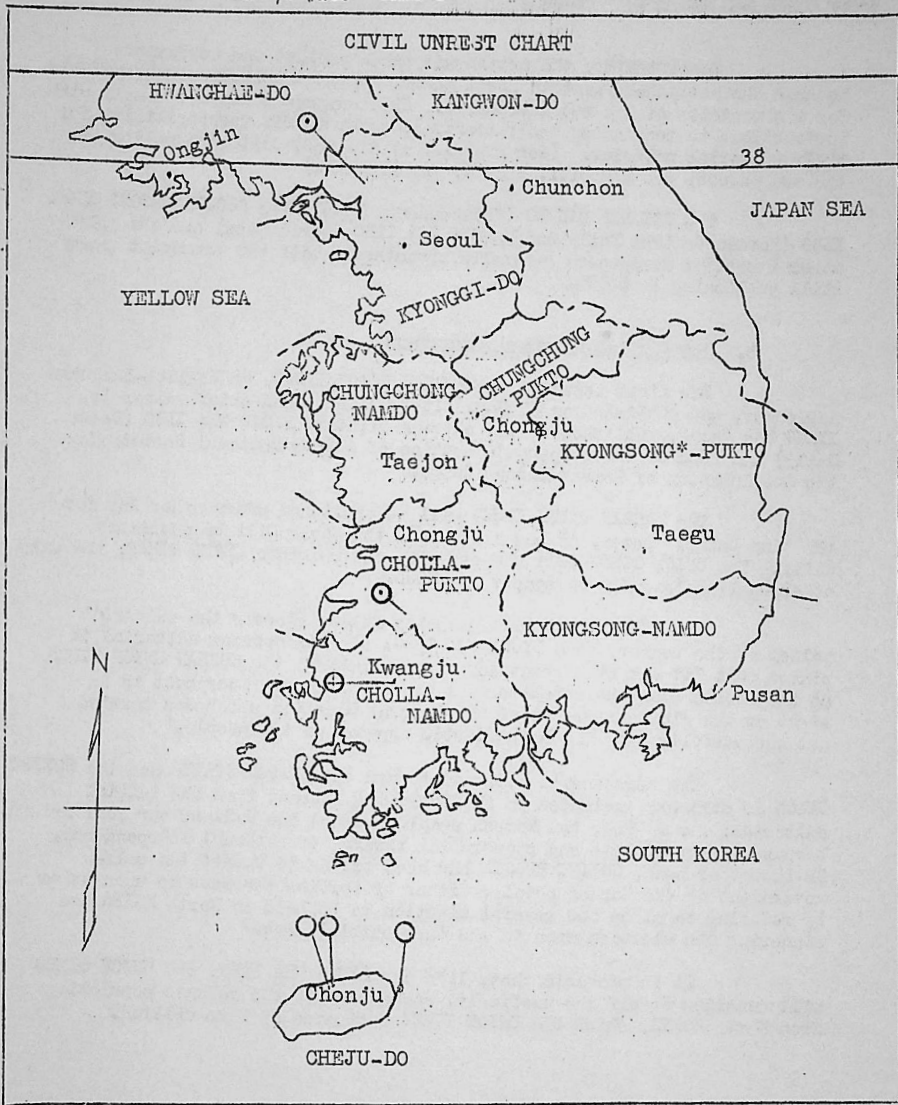 CIVIL UNREST CHART
HWANGHAE-DO
KANGWON-DO
Ongjin
38
Chunchon
JAPAN SEA
Seoul
YELLOW SEA
KYONGGI-DO
CHUNGCHUNG
PUKTO
CHUNGCHONG
NAMDO
Chongju
KYONGSONG*-PUKTO
Taejon
Chongju
Taegu
CHOLLA-
PUKTO
KYONGSONG-NAMDO
N
Kwangju
CHOLLA-
NAMDO
Pusan
SOUTH KOREA
Chonju
CHEJU-DO